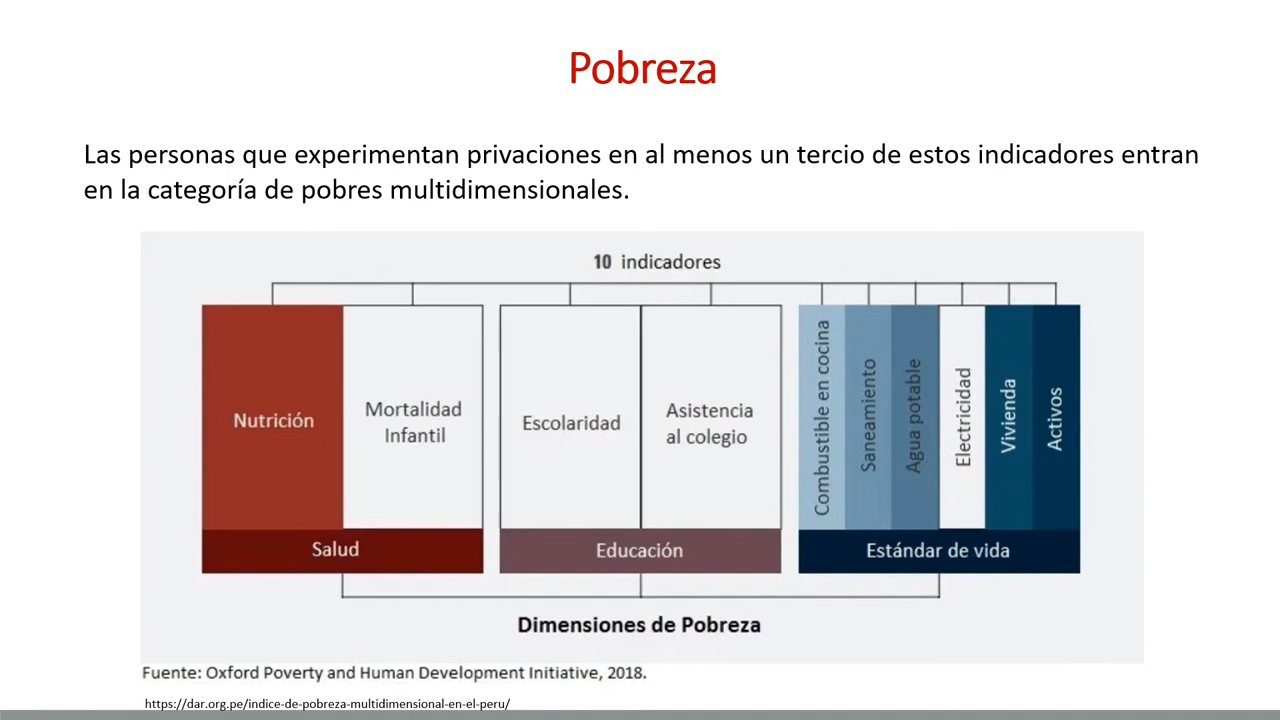 Pobreza
Las personas que experimentan privaciones en al menos un tercio de estos indicadores entran
en la categoría de pobres multidimensionales.
10 indicadores
Nutrición
Mortalidad
Infantil
Escolaridad
Asistencia
al colegio
Combustible en cocina
Saneamiento
Agua potable
Electricidad
Vivienda
Activos
Salud
Educación
Estándar de vida
Dimensiones de Pobreza
Fuente: Oxford Poverty and Human Development Initiative, 2018.
https://dar.org.pe/indice-de-pobreza-multidimensional-en-el-peru/